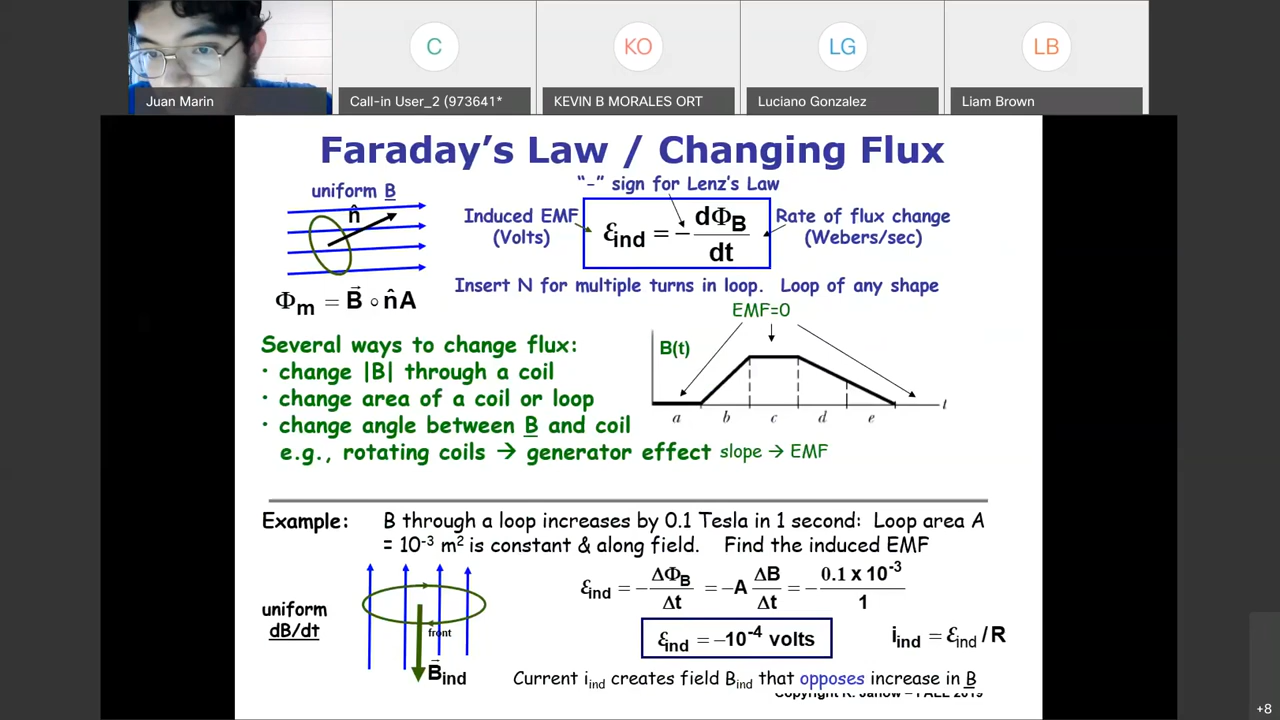 C
KO
LG
LB
Juan Marin
Call-in User_2 (973641*
KEVIN B MORALES ORT
Luciano Gonzalez
Liam Brown
Faraday's Law / Changing Flux
"-" sign for Lenz's Law
uniform B
n̂
Induced EMF
(Volts)
ℰind = − dΦB/dt
Rate of flux change
(Webers/sec)
Φm = B⃗ ∘ n̂A
Insert N for multiple turns in loop. Loop of any shape
EMF=0
B(t)
a b c d e
t
Several ways to change flux:
• change |B| through a coil
• change area of a coil or loop
• change angle between B and coil
e.g., rotating coils → generator effect
slope → EMF
Example: B through a loop increases by 0.1 Tesla in 1 second: Loop area A
= 10⁻³ m² is constant & along field. Find the induced EMF
uniform
dB/dt
front
B⃗ind
ℰind = − ΔΦB/Δt = −A ΔB/Δt = − 0.1 x 10⁻³/1
ℰind = −10⁻⁴ volts
iind = ℰind / R
Current iind creates field Bind that opposes increase in B
Copyright R. Janow – FALL 2019
+8